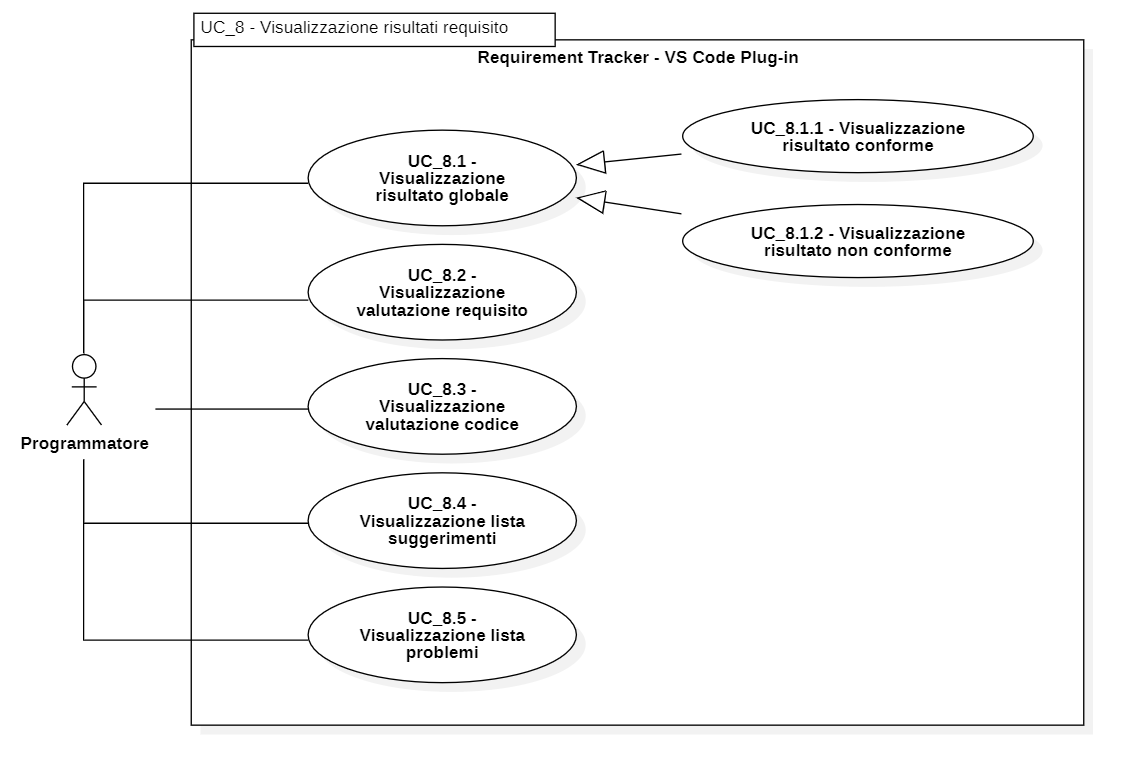 UC_8 - Visualizzazione risultati requisito
Requirement Tracker - VS Code Plug-in
UC_8.1 -
Visualizzazione
risultato globale
UC_8.1.1 - Visualizzazione
risultato conforme
UC_8.1.2 - Visualizzazione
risultato non conforme
UC_8.2 -
Visualizzazione
valutazione requisito
UC_8.3 -
Visualizzazione
valutazione codice
Programmatore
UC_8.4 -
Visualizzazione lista
suggerimenti
UC_8.5 -
Visualizzazione lista
problemi